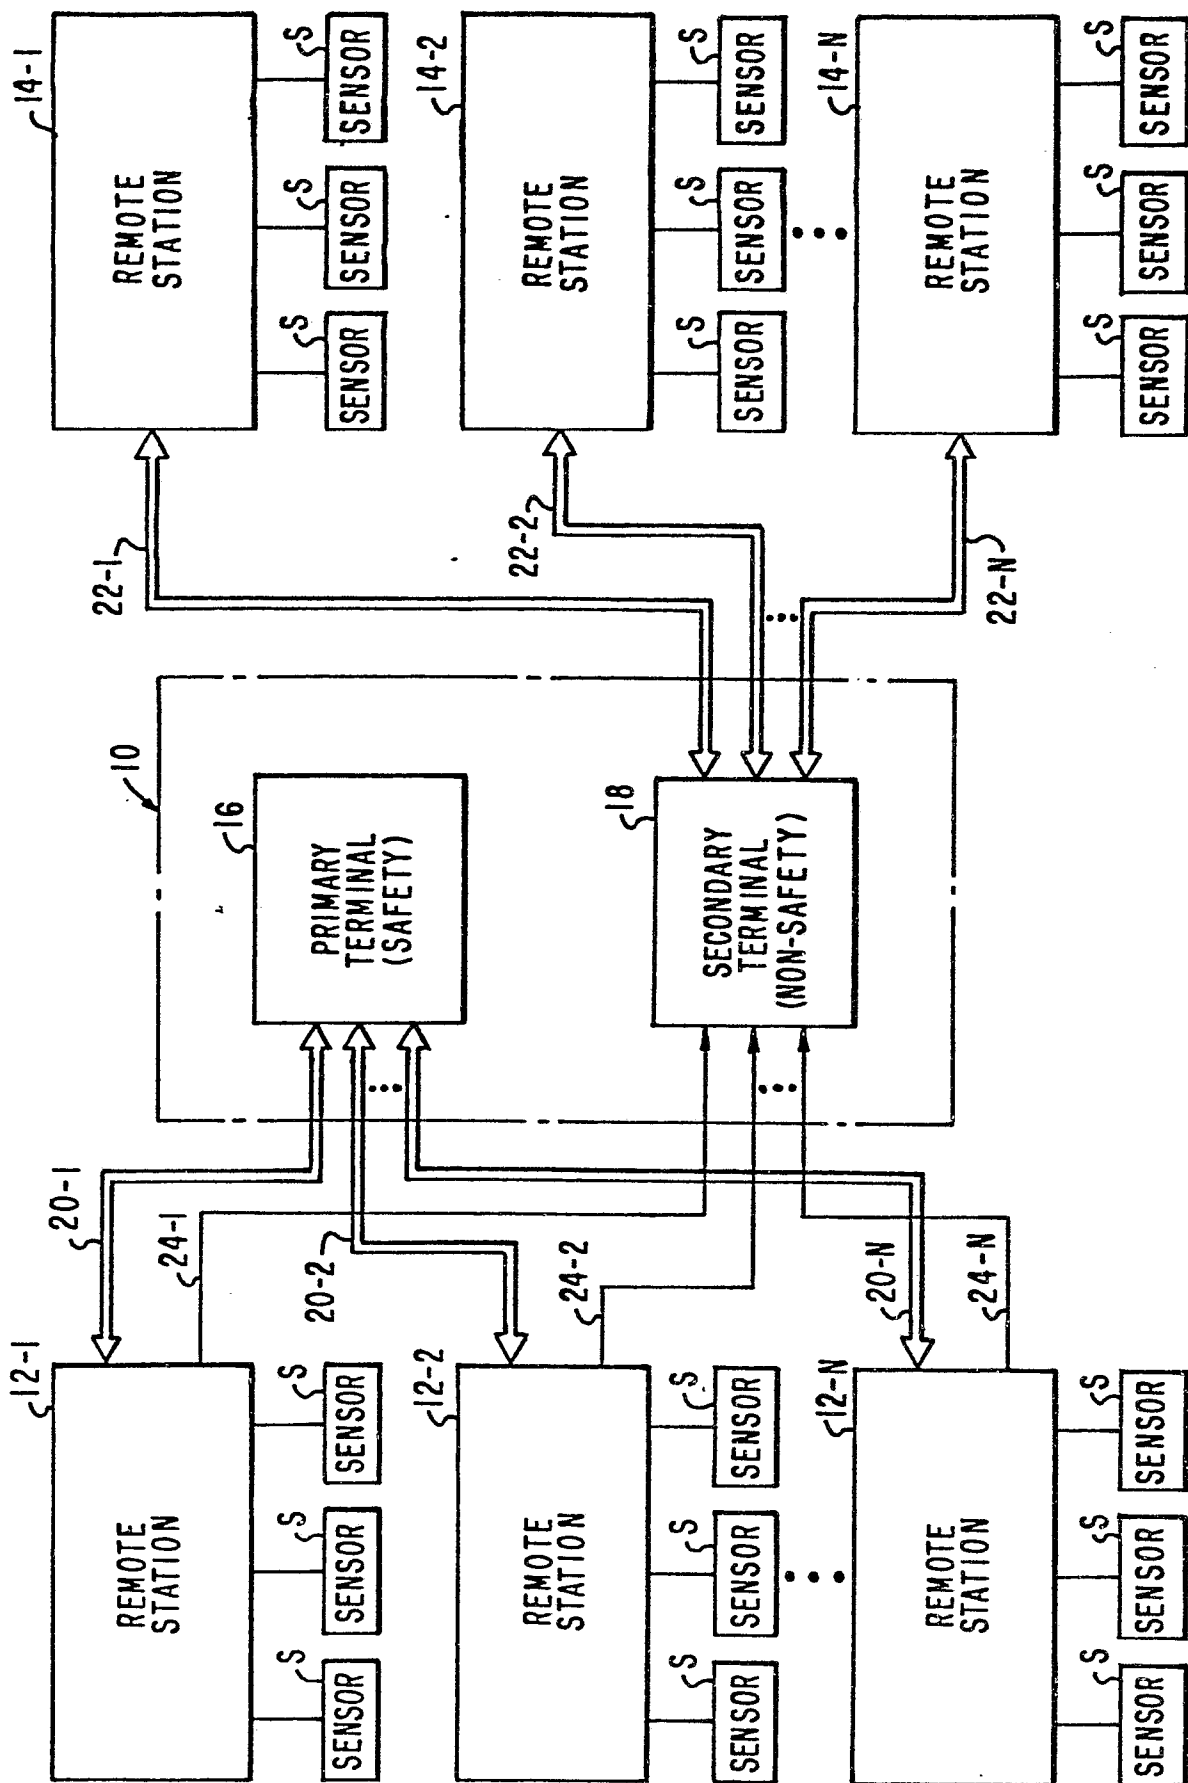 12-1
REMOTE
STATION
S S S
SENSOR SENSOR SENSOR
12-2
REMOTE
STATION
S S S
SENSOR SENSOR SENSOR
12-N
REMOTE
STATION
S S S
SENSOR SENSOR SENSOR
20-1
24-1
20-2
24-2
20-N
24-N
10
16
PRIMARY
TERMINAL
(SAFETY)
18
SECONDARY
TERMINAL
(NON-SAFETY)
22-1
22-2
22-N
14-1
REMOTE
STATION
S S S
SENSOR SENSOR SENSOR
14-2
REMOTE
STATION
S S S
SENSOR SENSOR SENSOR
14-N
REMOTE
STATION
S S S
SENSOR SENSOR SENSOR